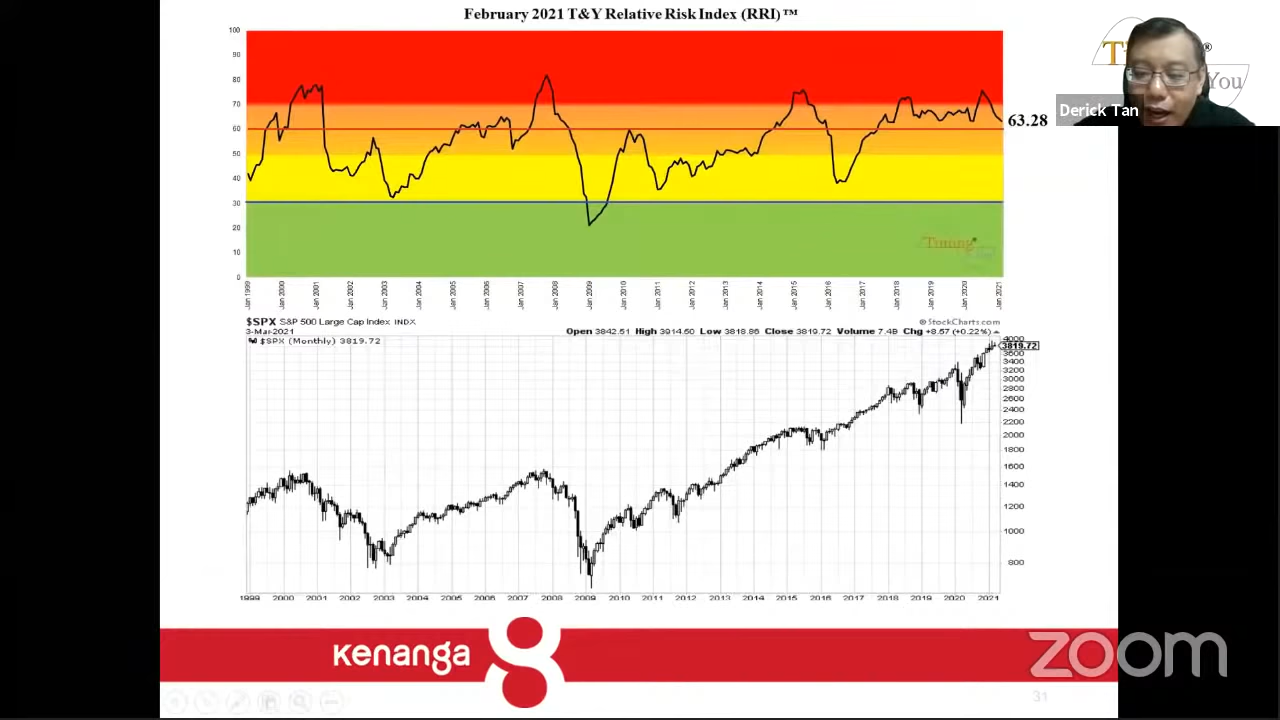 February 2021 T&Y Relative Risk Index (RRI)™
100
90
80
70
60
50
40
30
20
10
0
63.28
Derick Tan
You
®
Timing®
Jan 1999
Jan 2000
Jan 2001
Jan 2002
Jan 2003
Jan 2004
Jan 2005
Jan 2006
Jan 2007
Jan 2008
Jan 2009
Jan 2010
Jan 2011
Jan 2012
Jan 2013
Jan 2014
Jan 2015
Jan 2016
Jan 2017
Jan 2018
Jan 2019
Jan 2020
Jan 2021
$SPX S&P 500 Large Cap Index INDX
© StockCharts.com
3-Mar-2021
Open 3842.51 High 3914.50 Low 3818.86 Close 3819.72 Volume 7.4B Chg +8.57 (+0.22%)
$SPX (Monthly) 3819.72
4000
3819.72
3600
3400
3200
3000
2800
2600
2400
2200
2000
1800
1600
1400
1200
1000
800
1999 2000 2001 2002 2003 2004 2005 2006 2007 2008 2009 2010 2011 2012 2013 2014 2015 2016 2017 2018 2019 2020 2021
kenanga
zoom
31